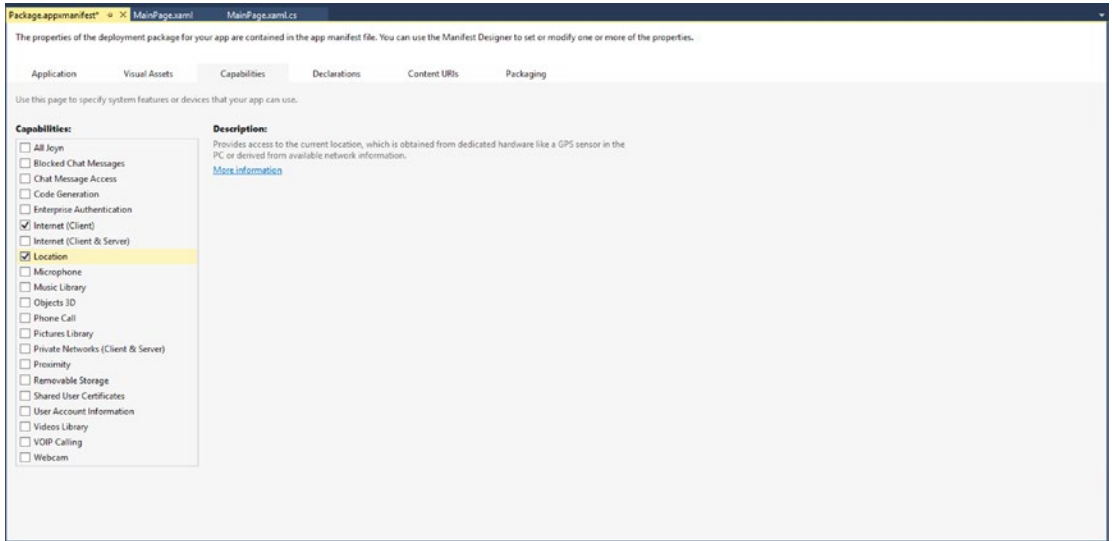 Package.appxmanifest* MainPage.xaml MainPage.xaml.cs
The properties of the deployment package for your app are contained in the app manifest file. You can use the Manifest Designer to set or modify one or more of the properties.
Application Visual Assets Capabilities Declarations Content URIs Packaging
Use this page to specify system features or devices that your app can use.
Capabilities:
All Joyn
Blocked Chat Messages
Chat Message Access
Code Generation
Enterprise Authentication
Internet (Client)
Internet (Client & Server)
Location
Microphone
Music Library
Objects 3D
Phone Call
Pictures Library
Private Networks (Client & Server)
Proximity
Removable Storage
Shared User Certificates
User Account Information
Videos Library
VOIP Calling
Webcam
Description:
Provides access to the current location, which is obtained from dedicated hardware like a GPS sensor in the
PC or derived from available network information.
More information